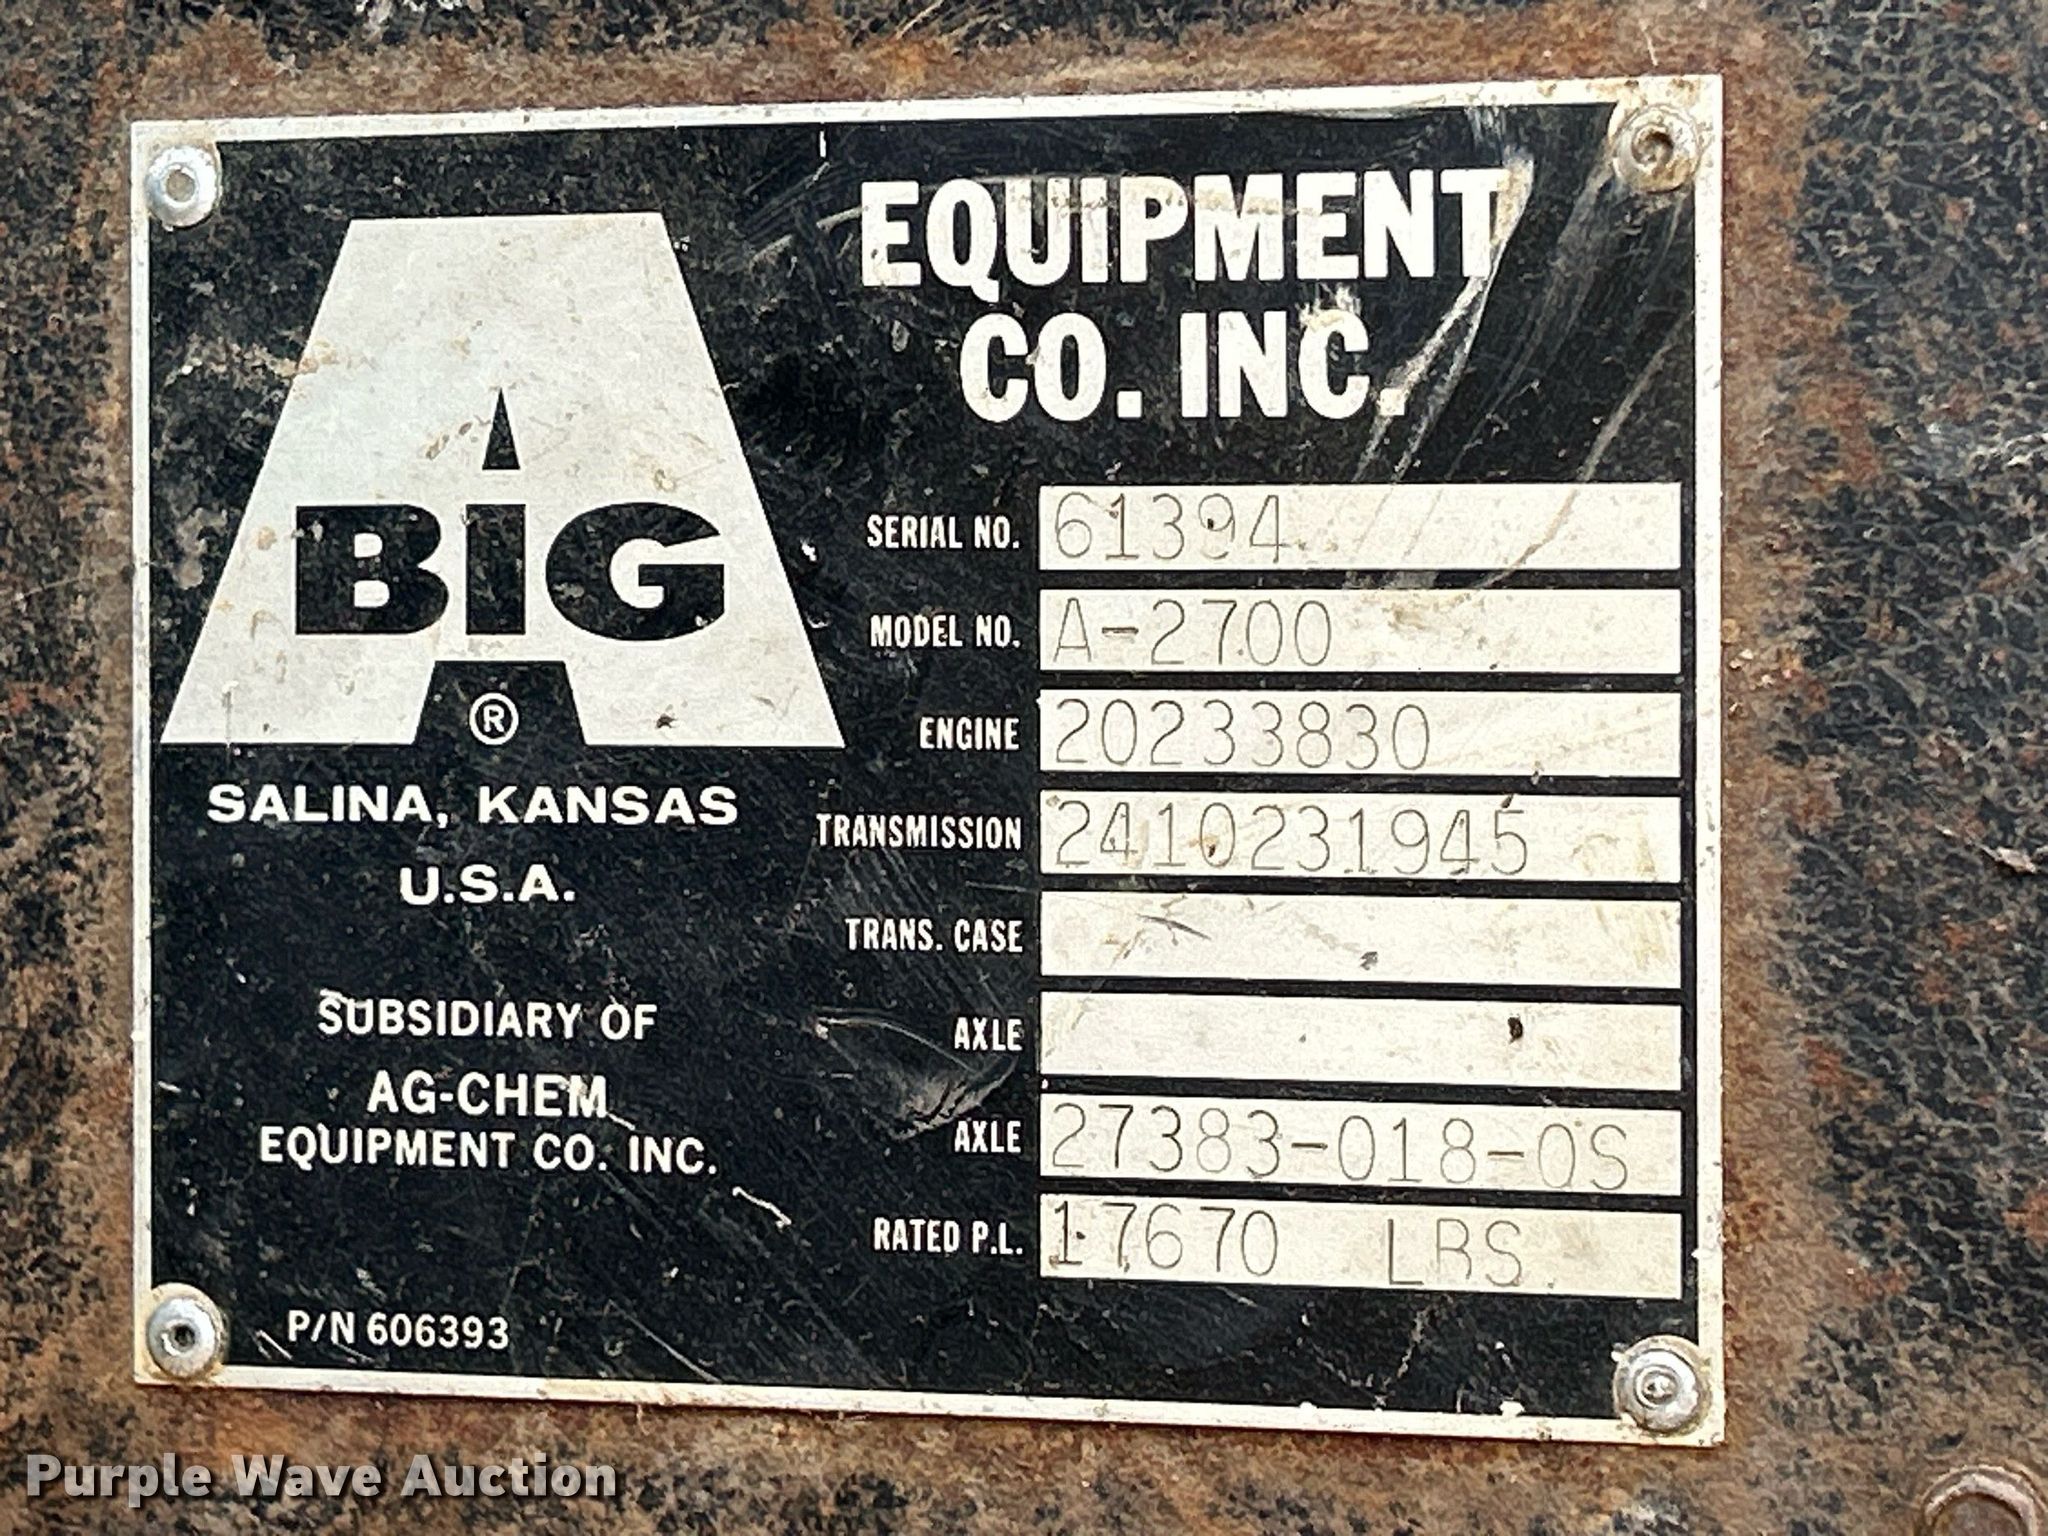 BIG A
®
EQUIPMENT
CO. INC.
SALINA, KANSAS
U.S.A.
SUBSIDIARY OF
AG-CHEM
EQUIPMENT CO. INC.
P/N 606393
SERIAL NO. 61394
MODEL NO. A-2700
ENGINE 20233830
TRANSMISSION 2410231945
TRANS. CASE
AXLE
AXLE 27383-018-0S
RATED P.L. 17670 LBS.
Purple Wave Auction